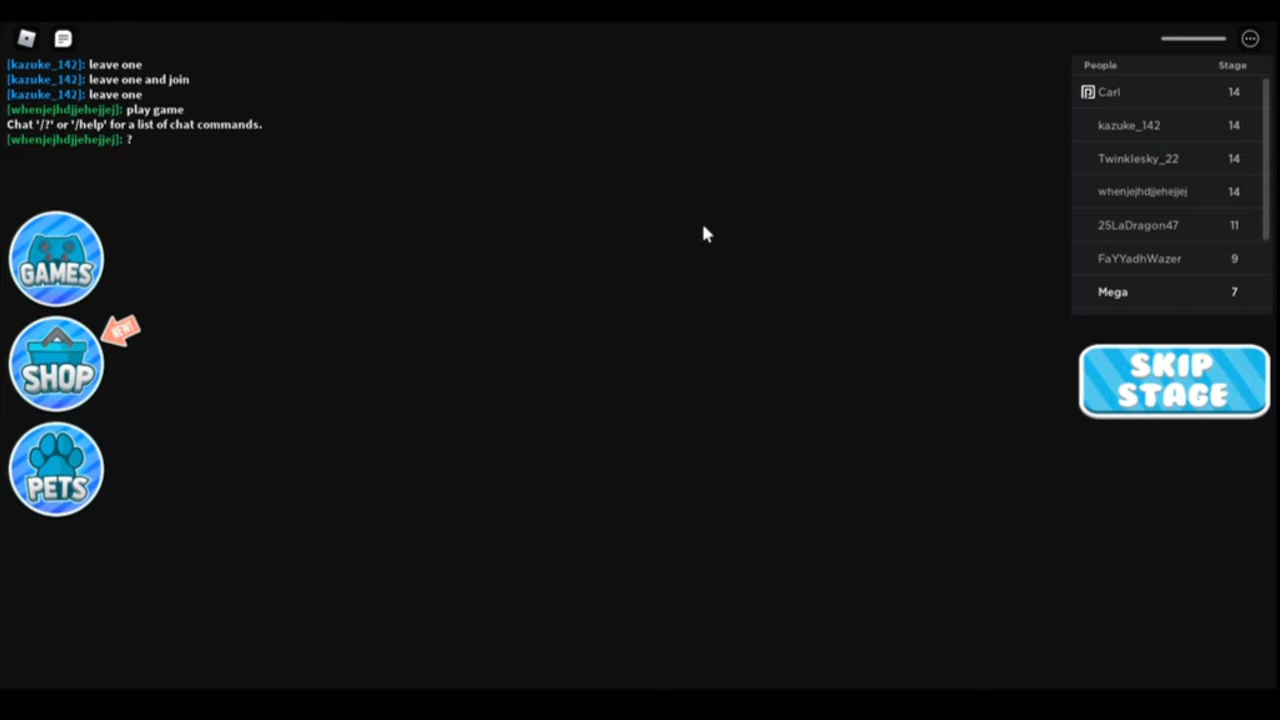 [kazuke_142]: leave one
[kazuke_142]: leave one and join
[kazuke_142]: leave one
[whenjejhdjjehejjej]: play game
Chat '/?' or '/help' for a list of chat commands.
[whenjejhdjjehejjej]: ?
People Stage
Carl 14
kazuke_142 14
Twinklesky_22 14
whenjejhdjjehejjej 14
25LaDragon47 11
FaYYadhWazer 9
Mega 7
GAMES
NEW!
SHOP
PETS
SKIP
STAGE